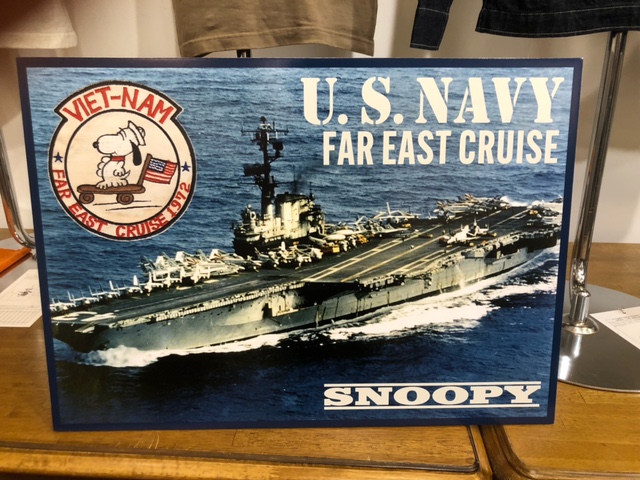 VIET-NAM
FAR EAST CRUISE 1972
U.S. NAVY
FAR EAST CRUISE
SNOOPY